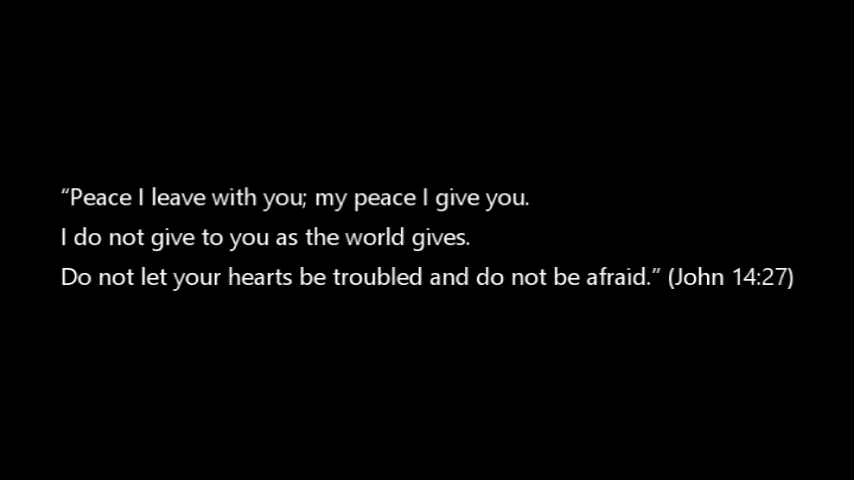 “Peace I leave with you; my peace I give you.
I do not give to you as the world gives.
Do not let your hearts be troubled and do not be afraid.” (John 14:27)